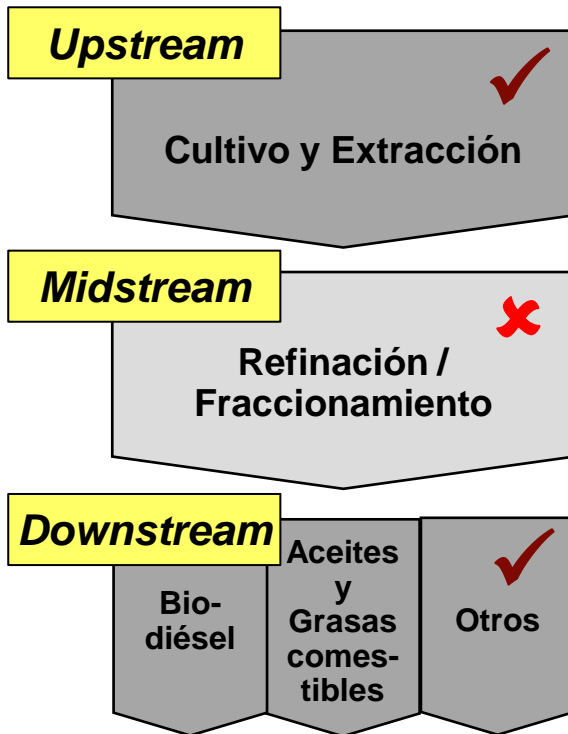 Upstream
Cultivo y Extracción
Midstream
Refinación /
Fraccionamiento
Downstream
Bio-
diésel
Aceites
y
Grasas
comes-
tibles
Otros